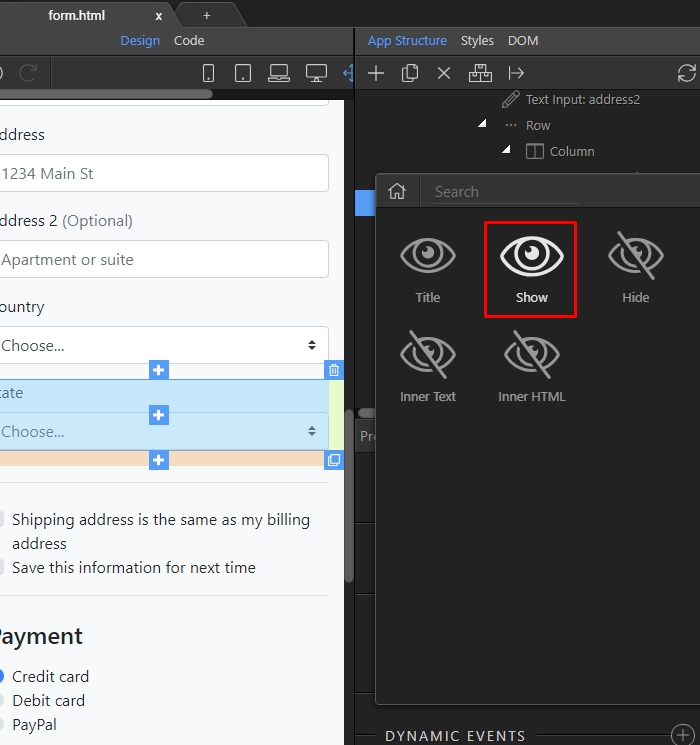 form.html x +
Design Code
App Structure Styles DOM
Text Input: address2
Row
Column
ddress
1234 Main St
ddress 2 (Optional)
Apartment or suite
ountry
Choose...
tate
Choose...
Shipping address is the same as my billing
address
Save this information for next time
Payment
Credit card
Debit card
PayPal
Search
Title Show Hide
Inner Text Inner HTML
Pr
DYNAMIC EVENTS